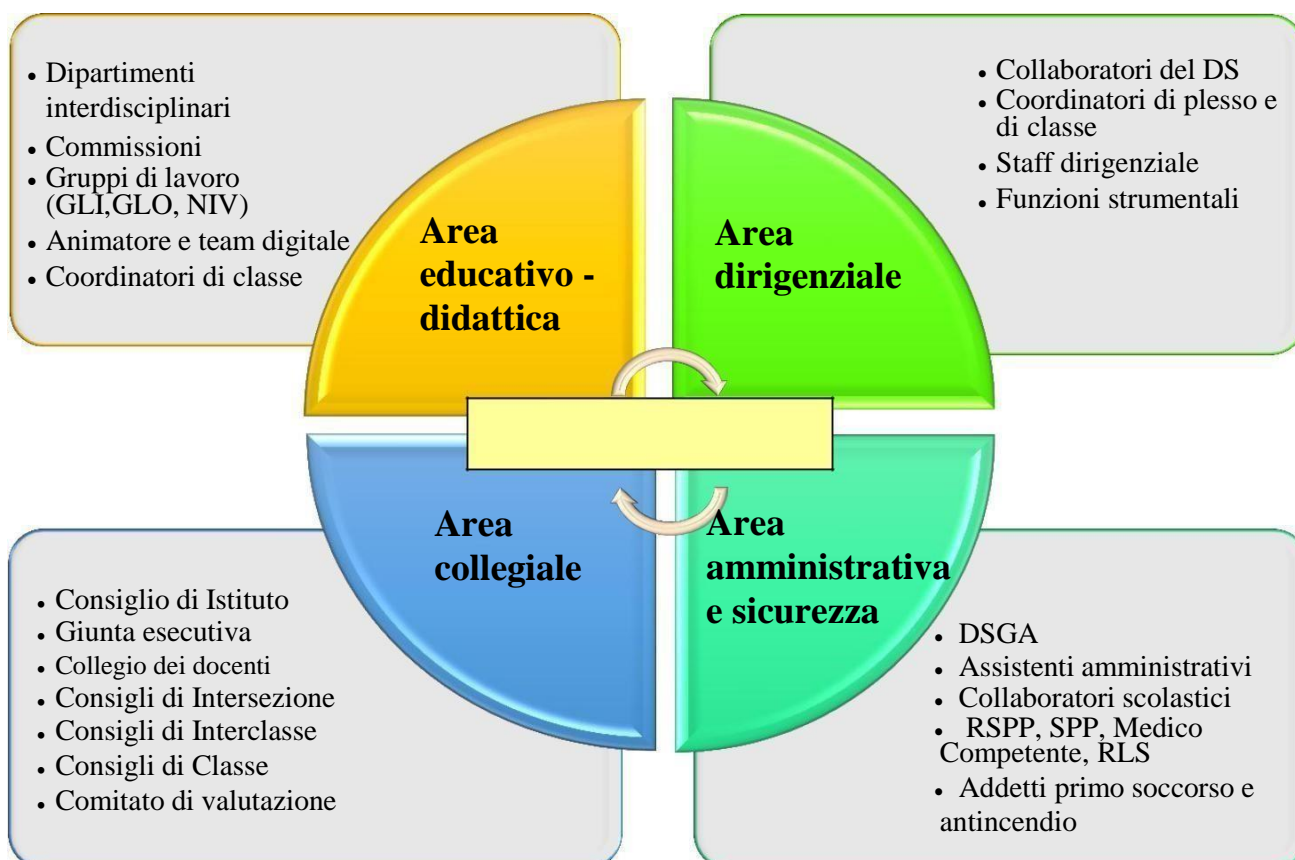 • Dipartimenti
interdisciplinari
• Commissioni
• Gruppi di lavoro
(GLI,GLO, NIV)
• Animatore e team digitale
• Coordinatori di classe
• Collaboratori del DS
• Coordinatori di plesso e
di classe
• Staff dirigenziale
• Funzioni strumentali
Area
educativo -
didattica
Area
dirigenziale
Area
collegiale
Area
amministrativa
e sicurezza
• Consiglio di Istituto
• Giunta esecutiva
• Collegio dei docenti
• Consigli di Intersezione
• Consigli di Interclasse
• Consigli di Classe
• Comitato di valutazione
• DSGA
• Assistenti amministrativi
• Collaboratori scolastici
• RSPP, SPP, Medico
Competente, RLS
• Addetti primo soccorso e
antincendio